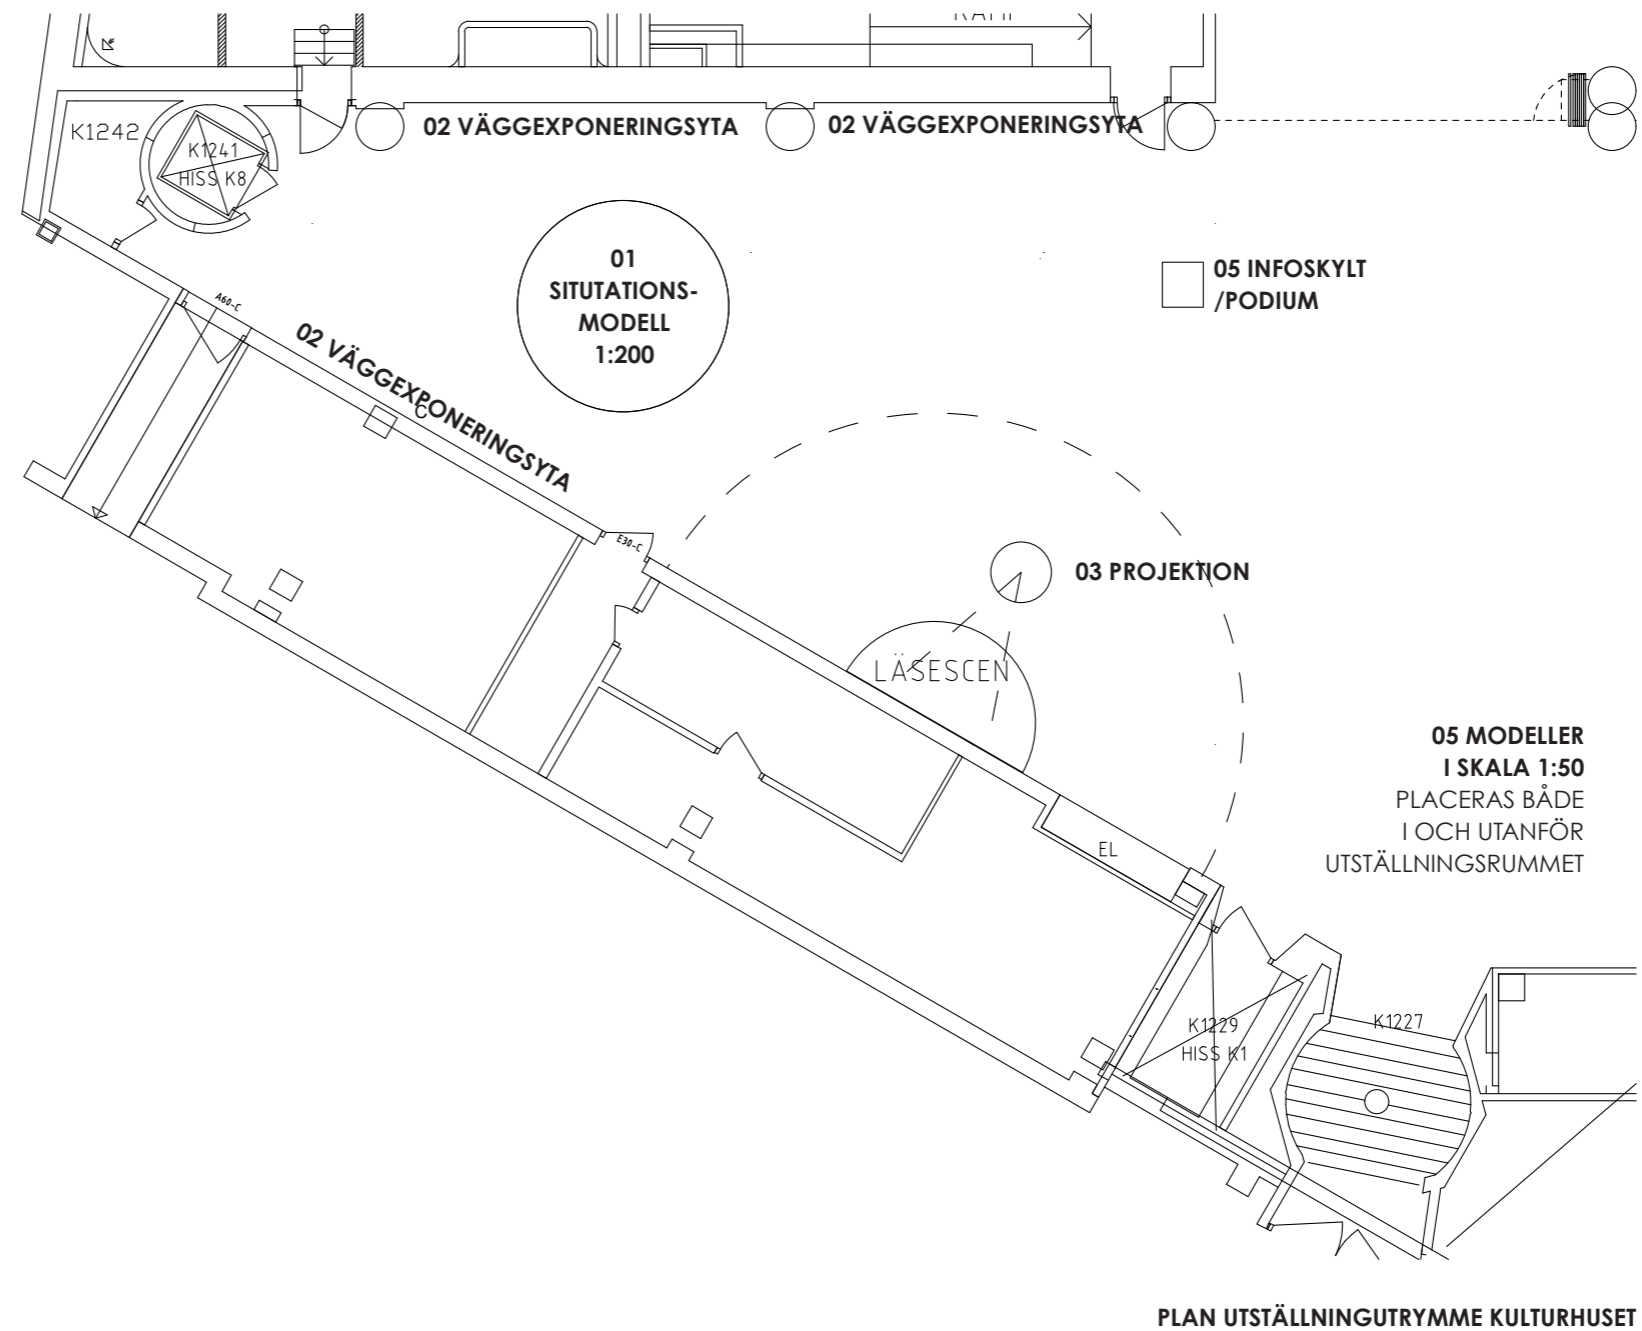 RAMP
K1242
02 VÄGGEXPONERINGSYTA
02 VÄGGEXPONERINGSYTA
K1241
HISS K8
01
SITUTATIONS-
MODELL
1:200
05 INFOSKYLT
/PODIUM
A60-C
02 VÄGGEXPONERINGSYTA
C
E30-C
03 PROJEKTION
LÄSESCEN
05 MODELLER
I SKALA 1:50
PLACERAS BÅDE
I OCH UTANFÖR
UTSTÄLLNINGSRUMMET
EL
K1229
HISS K1
K1227
PLAN UTSTÄLLNINGUTRYMME KULTURHUSET